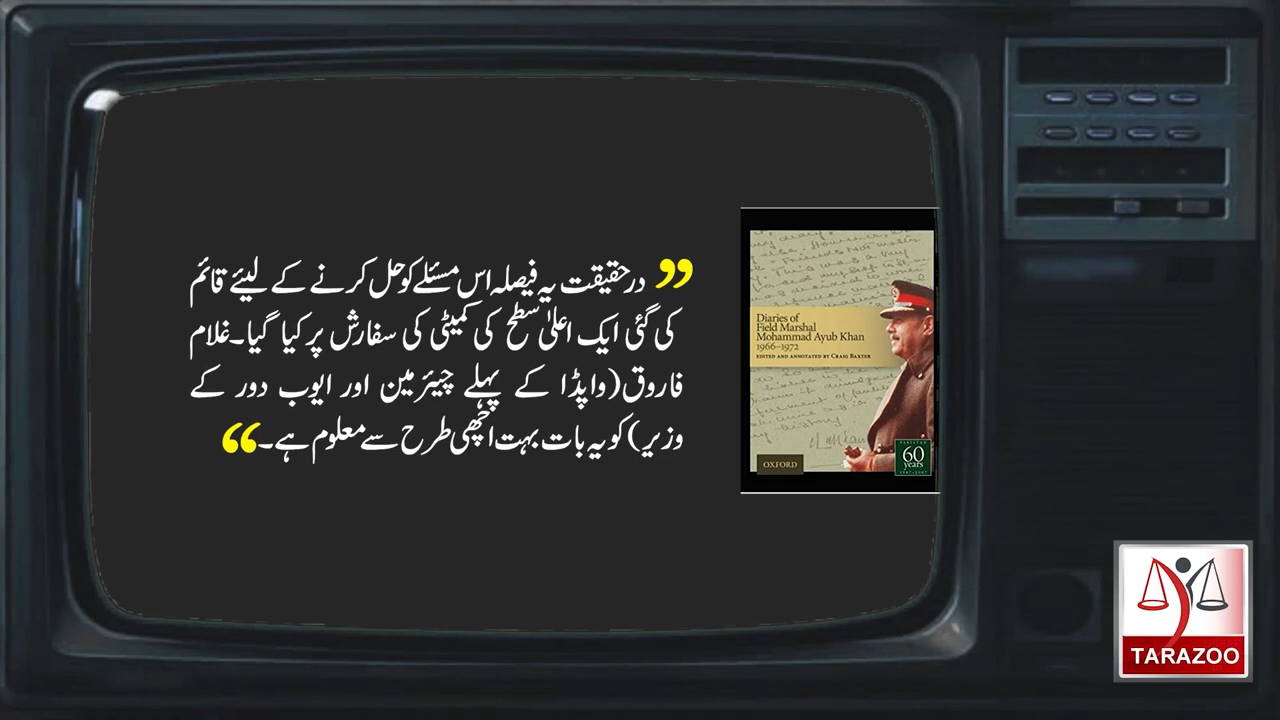 ”درحقیقت یہ فیصلہ اس مسئلے کو حل کرنے کے لیئے قائم
کی گئی ایک اعلیٰ سطح کی کمیٹی کی سفارش پر کیا گیا۔غلام
فاروق(واپڈا کے پہلے چیئرمین اور ایوب دور کے
وزیر) کو یہ بات بہت اچھی طرح سے معلوم ہے۔“
Diaries of
Field Marshal
Mohammad Ayub Khan
1966–1972
EDITED AND ANNOTATED BY CRAIG BAXTER
OXFORD
PAKISTAN
60
years
1947-2007
TARAZOO